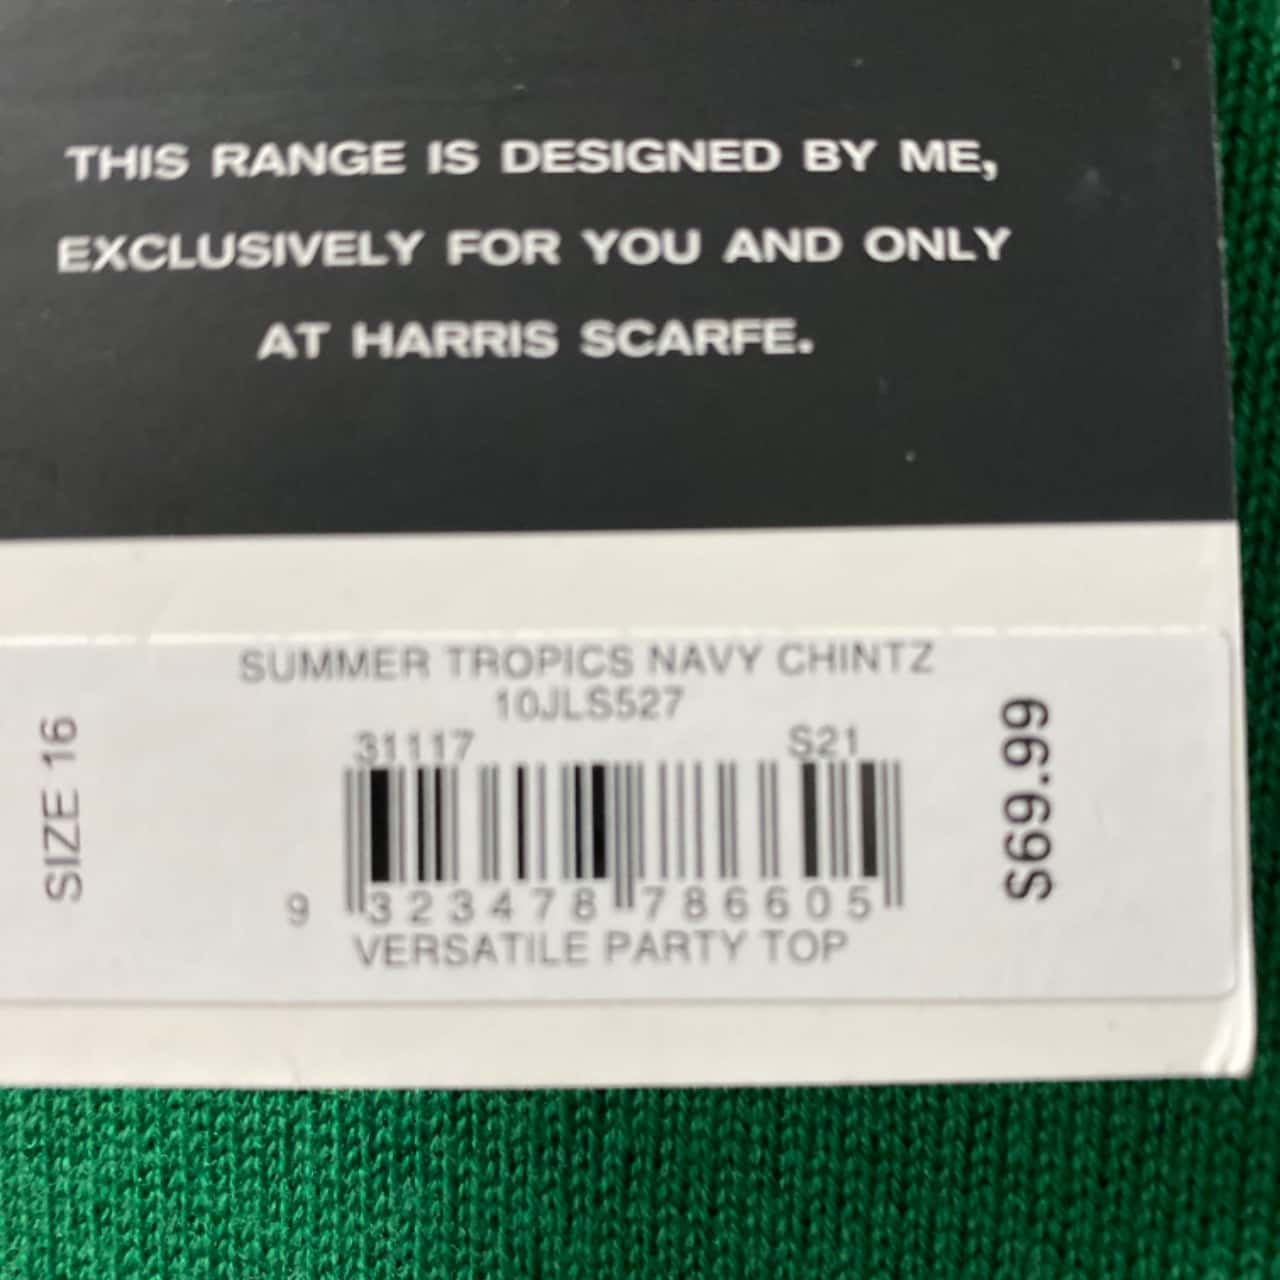 THIS RANGE IS DESIGNED BY ME,
EXCLUSIVELY FOR YOU AND ONLY
AT HARRIS SCARFE.
SUMMER TROPICS NAVY CHINTZ
10JLS527
31117 S21
SIZE 16
$69.99
9 323478 786605
VERSATILE PARTY TOP